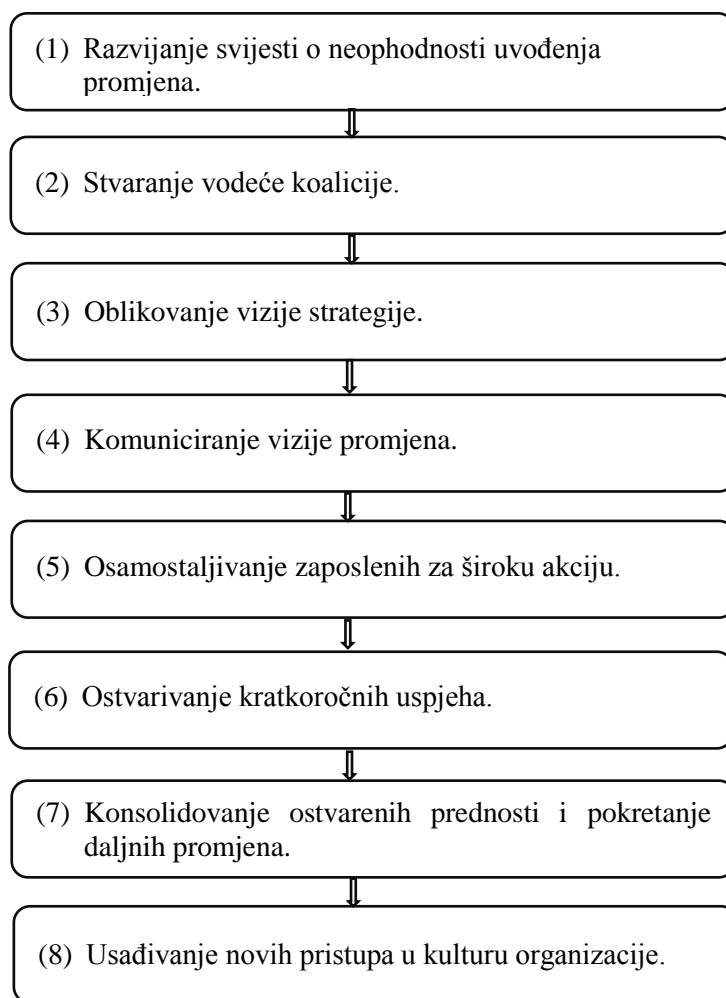 (1) Razvijanje svijesti o neophodnosti uvođenja
promjena.
(2) Stvaranje vodeće koalicije.
(3) Oblikovanje vizije strategije.
(4) Komuniciranje vizije promjena.
(5) Osamostaljivanje zaposlenih za široku akciju.
(6) Ostvarivanje kratkoročnih uspjeha.
(7) Konsolidovanje ostvarenih prednosti i pokretanje
daljnih promjena.
(8) Usađivanje novih pristupa u kulturu organizacije.